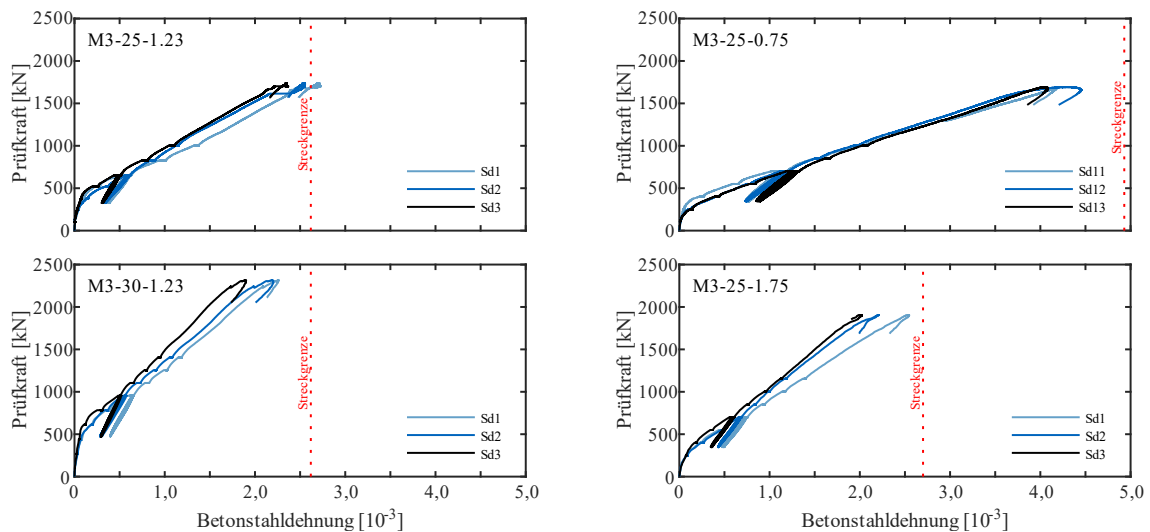 2500
2000
1500
1000
500
0
Prüfkraft [kN]
M3-25-1.23
Streckgrenze
Sd1
Sd2
Sd3
2500
2000
1500
1000
500
0
Prüfkraft [kN]
M3-25-0.75
Streckgrenze
Sd11
Sd12
Sd13
2500
2000
1500
1000
500
0
Prüfkraft [kN]
M3-30-1.23
Streckgrenze
Sd1
Sd2
Sd3
0 1,0 2,0 3,0 4,0 5,0
Betonstahldehnung [10-3]
2500
2000
1500
1000
500
0
Prüfkraft [kN]
M3-25-1.75
Streckgrenze
Sd1
Sd2
Sd3
0 1,0 2,0 3,0 4,0 5,0
Betonstahldehnung [10-3]